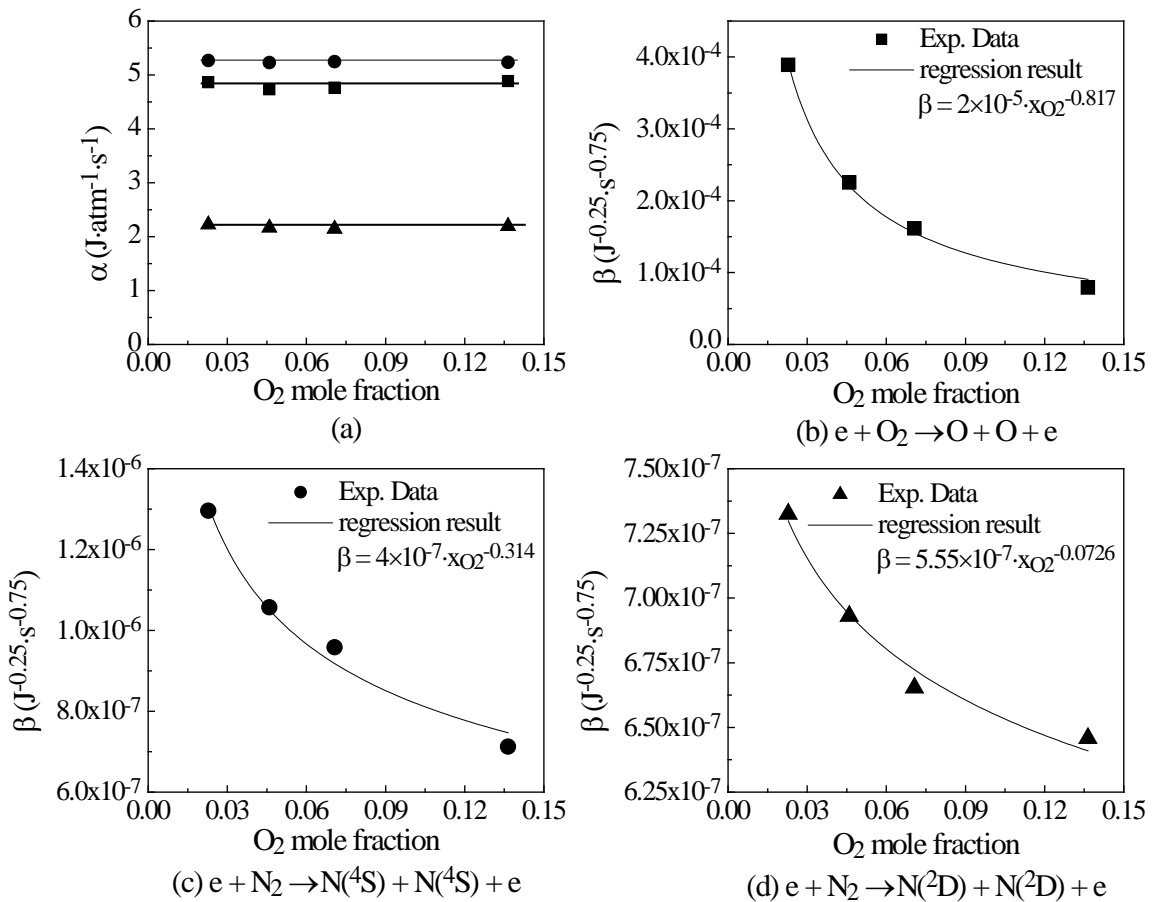 6
5
4
3
2
1
0
α (J·atm⁻¹·s⁻¹)
0.00 0.03 0.06 0.09 0.12 0.15
O₂ mole fraction
(a)
4.0x10⁻⁴
3.0x10⁻⁴
2.0x10⁻⁴
1.0x10⁻⁴
0.0
β (J⁻⁰·²⁵·s⁻⁰·⁷⁵)
Exp. Data
regression result
β = 2×10⁻⁵·x_O2^-0.817
0.00 0.03 0.06 0.09 0.12 0.15
O₂ mole fraction
(b) e + O₂ →O + O + e
1.4x10⁻⁶
1.2x10⁻⁶
1.0x10⁻⁶
8.0x10⁻⁷
6.0x10⁻⁷
β (J⁻⁰·²⁵·s⁻⁰·⁷⁵)
Exp. Data
regression result
β = 4×10⁻⁷·x_O2^-0.314
0.00 0.03 0.06 0.09 0.12 0.15
O₂ mole fraction
(c) e + N₂ →N(⁴S) + N(⁴S) + e
7.50x10⁻⁷
7.25x10⁻⁷
7.00x10⁻⁷
6.75x10⁻⁷
6.50x10⁻⁷
6.25x10⁻⁷
β (J⁻⁰·²⁵·s⁻⁰·⁷⁵)
Exp. Data
regression result
β = 5.55×10⁻⁷·x_O2^-0.0726
0.00 0.03 0.06 0.09 0.12 0.15
O₂ mole fraction
(d) e + N₂ →N(²D) + N(²D) + e